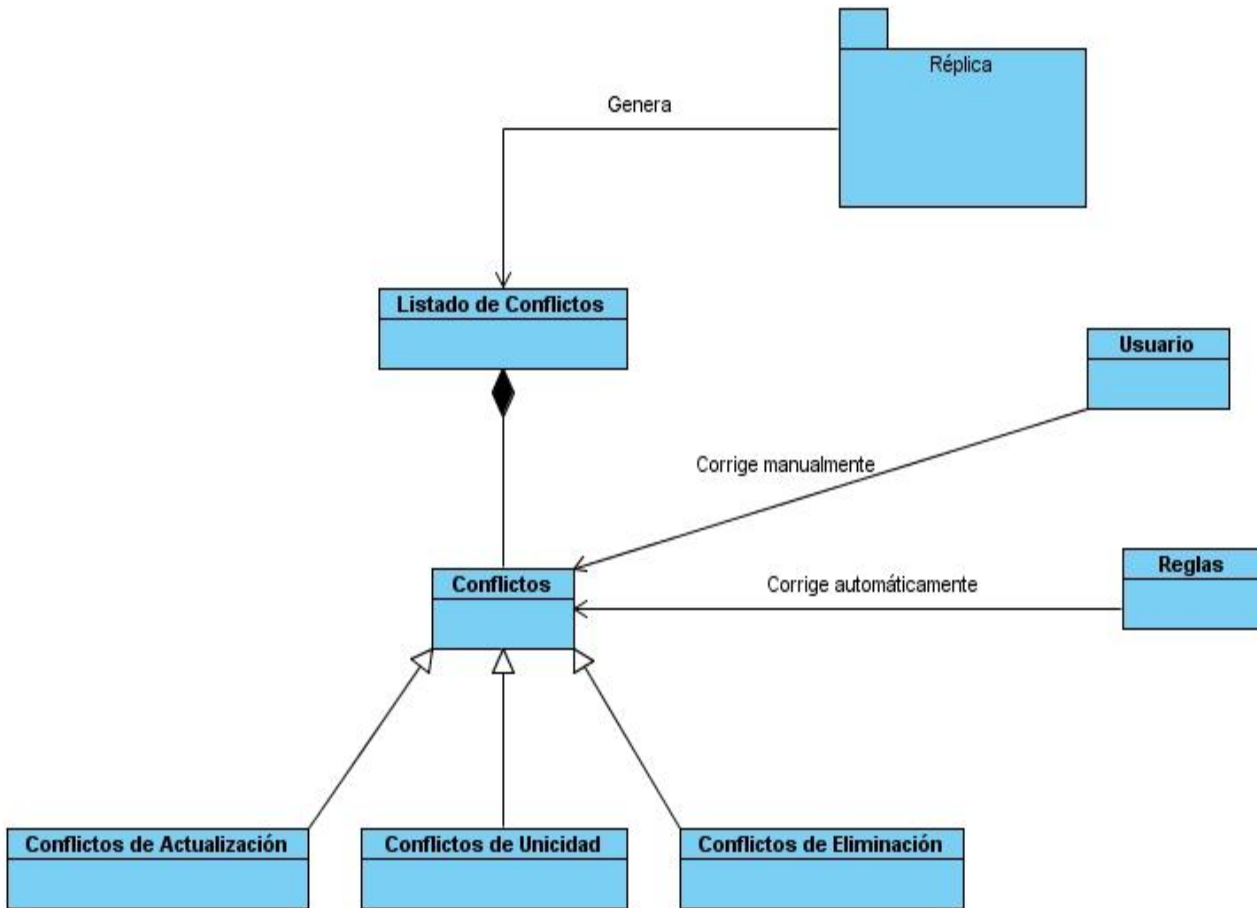 Réplica
Genera
Listado de Conflictos
Usuario
Corrige manualmente
Conflictos
Corrige automáticamente
Reglas
Conflictos de Actualización
Conflictos de Unicidad
Conflictos de Eliminación